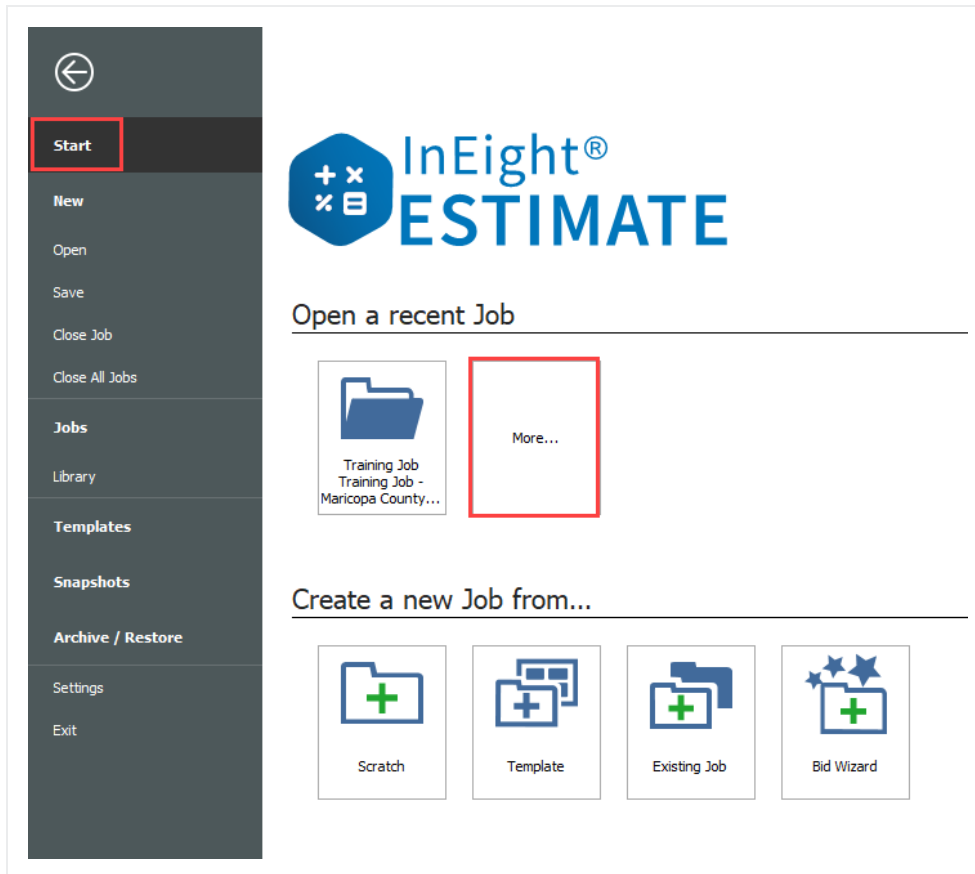 Start
New
Open
Save
Close Job
Close All Jobs
Jobs
Library
Templates
Snapshots
Archive / Restore
Settings
Exit
InEight®
ESTIMATE
Open a recent Job
Training Job
Training Job -
Maricopa County...
More...
Create a new Job from...
Scratch
Template
Existing Job
Bid Wizard